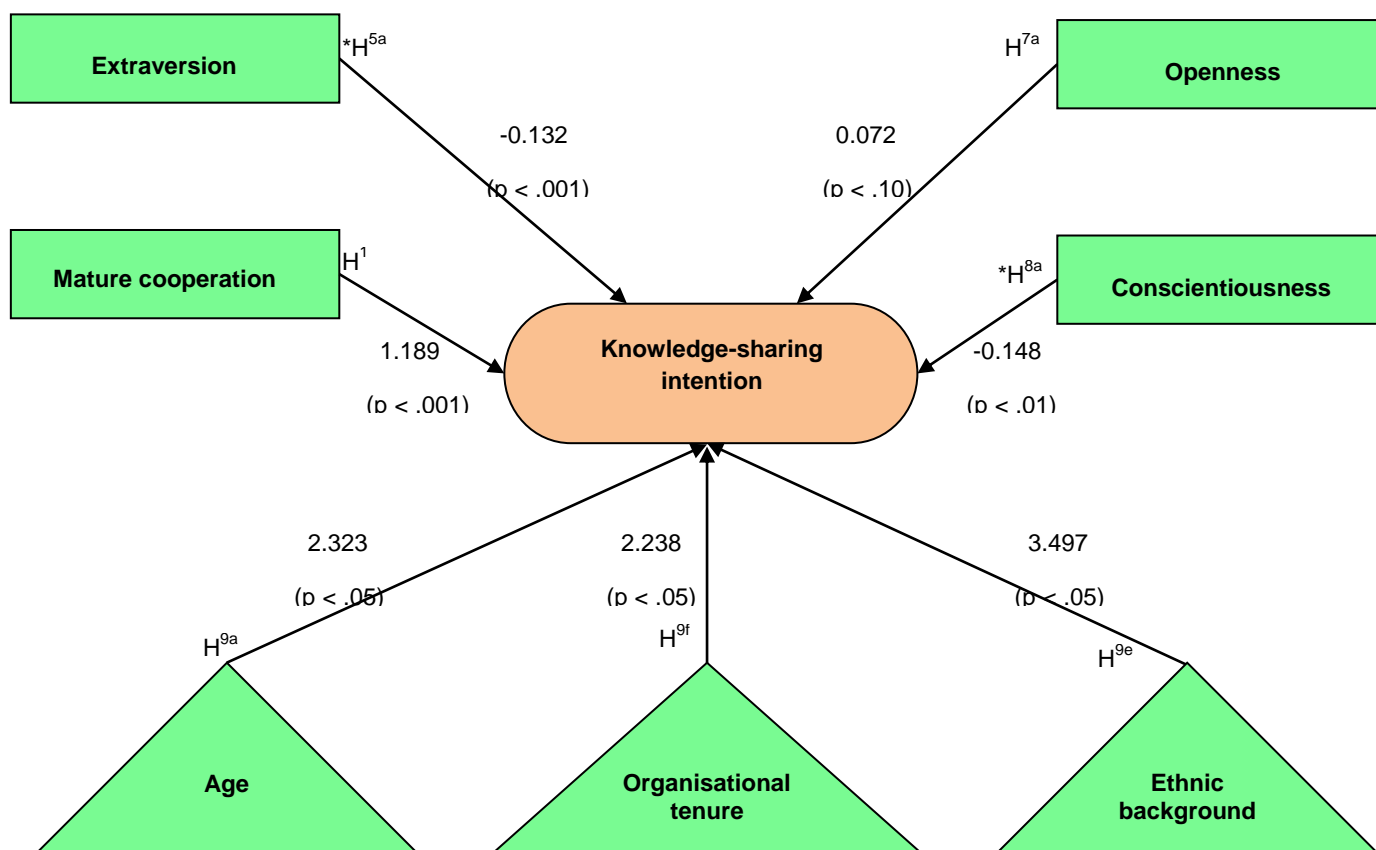 *H5a
Extraversion
H7a
Openness
-0.132
(p < .001)
0.072
(p < .10)
Mature cooperation
H1
*H8a
Conscientiousness
Knowledge-sharing
intention
1.189
(p < .001)
-0.148
(p < .01)
2.323
(p < .05)
2.238
(p < .05)
3.497
(p < .05)
H9a
H9f
H9e
Age
Organisational
tenure
Ethnic
background